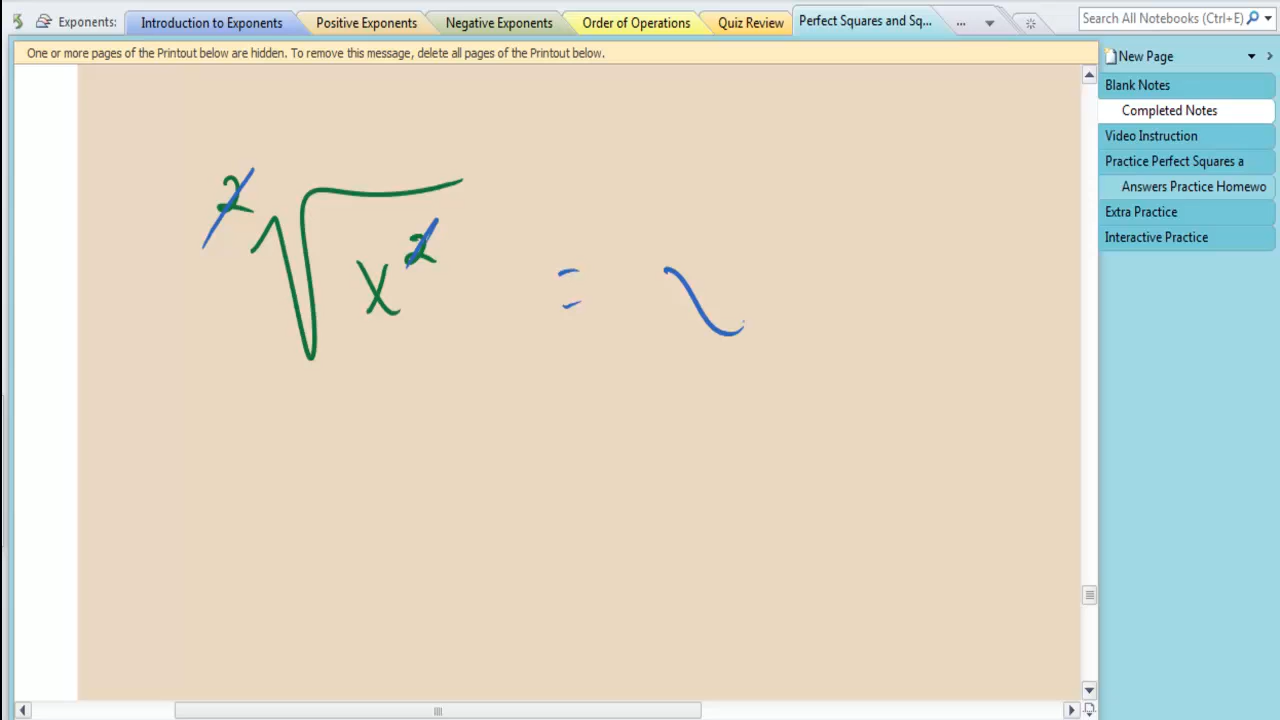 Exponents: Introduction to Exponents Positive Exponents Negative Exponents Order of Operations Quiz Review Perfect Squares and Sq... ... Search All Notebooks (Ctrl+E)
One or more pages of the Printout below are hidden. To remove this message, delete all pages of the Printout below.
New Page
Blank Notes
Completed Notes
Video Instruction
Practice Perfect Squares a
Answers Practice Homewo
Extra Practice
Interactive Practice
2√x² =